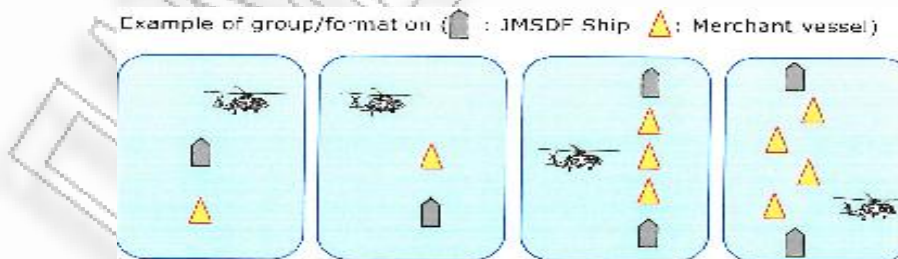 Example of group/formation ( : JMSDF Ship : Merchant vessel)